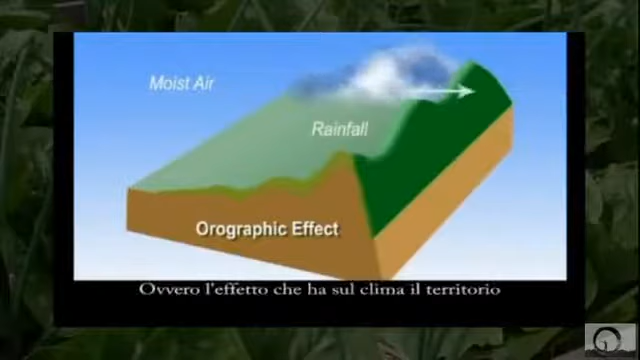 Moist Air
Rainfall
Orographic Effect
Ovvero l'effetto che ha sul clima il territorio